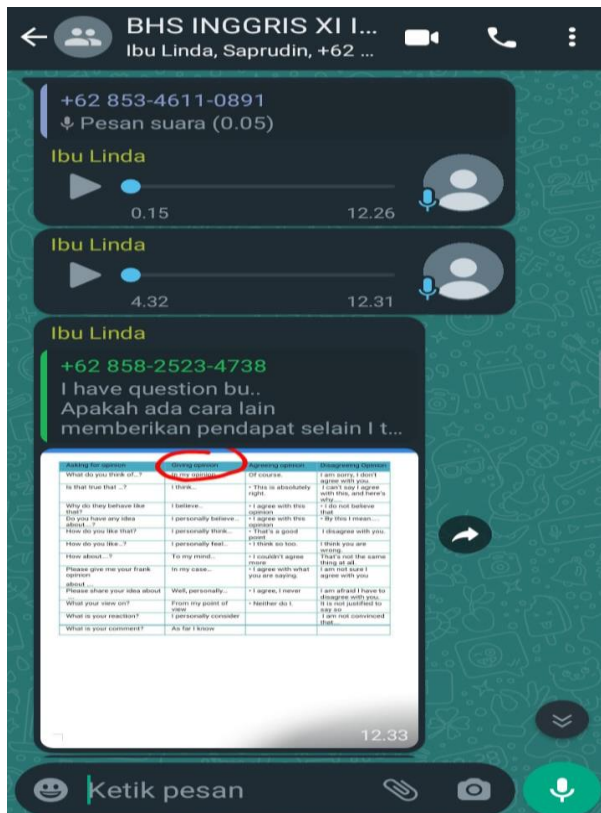 BHS INGGRIS XI I...
Ibu Linda, Saprudin, +62 ...
+62 853-4611-0891
Pesan suara (0.05)
Ibu Linda
0.15 12.26
Ibu Linda
4.32 12.31
Ibu Linda
+62 858-2523-4738
I have question bu..
Apakah ada cara lain
memberikan pendapat selain I t...
Asking for opinion Giving opinion Agreeing opinion Disagreeing Opinion
What do you think of...? In my opinion... Of course. I am sorry, I don't
agree with you.
Is that true that ...? I think... • This is absolutely
right. I can't say I agree
with this, and here's
why....
Why do they behave like
that? I believe... • I agree with this
opinion • I do not believe
that
Do you have any idea
about....? I personally believe... • I agree with this
opinion • By this I mean....
How do you like that? I personally think... • That's a good
point I disagree with you.
How do you like..? I personally feel... • I think so too. I think you are
wrong.
How about...? To my mind... • I couldn't agree
more That's not the same
thing at all.
Please give me your frank
opinion
about .... In my case... • I agree with what
you are saying. I am not sure I
agree with you
Please share your idea about
... Well, personally... • I agree, I never I am afraid I have to
disagree with you.
What your view on? From my point of
view • Neither do I. It is not justified to
say so
What is your reaction? I personally consider I am not convinced
that...
What is your comment? As far I know
12.33
Ketik pesan